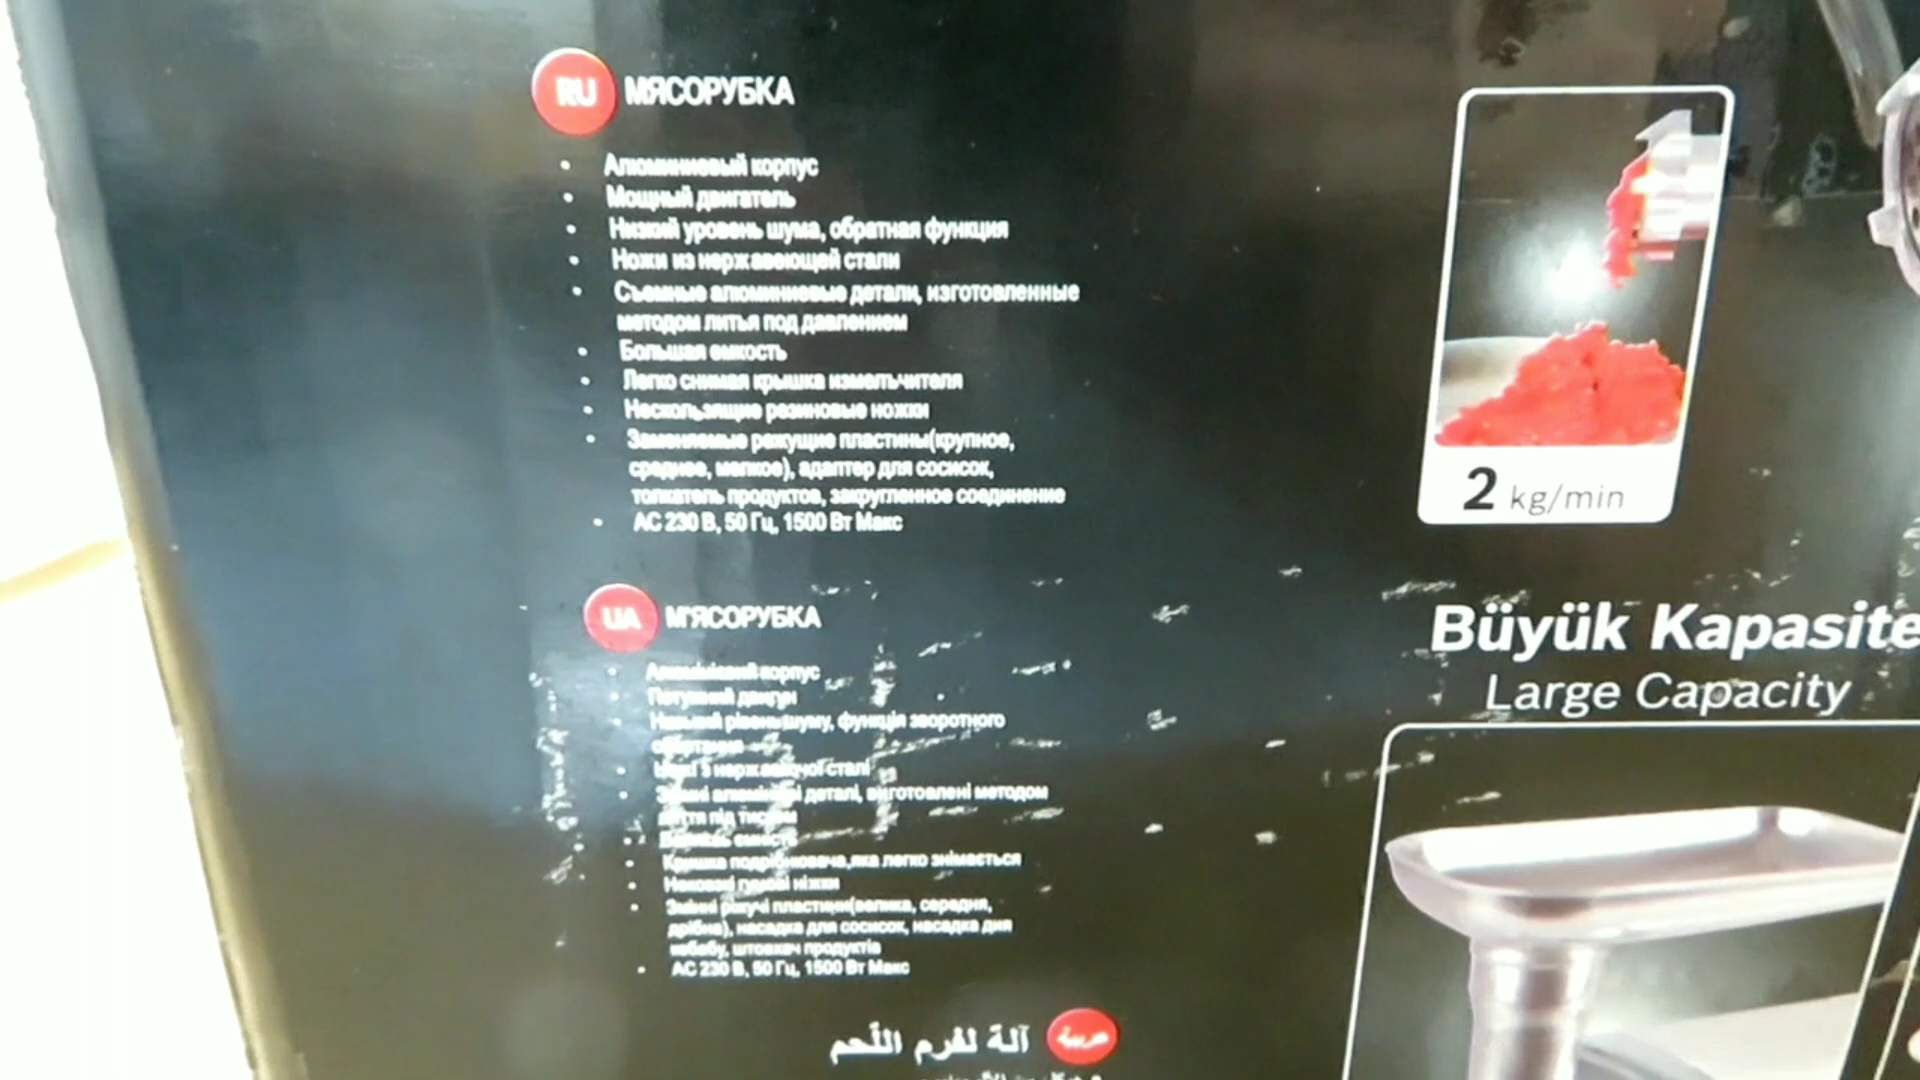 RU МЯСОРУБКА
• Алюминиевый корпус
• Мощный двигатель
• Низкий уровень шума, обратная функция
• Ножи из нержавеющей стали
• Съемные алюминиевые детали, изготовленные
методом литья под давлением
• Большая емкость
• Легко снимая крышка измельчителя
• Нескользящие резиновые ножки
• Заменяемые режущие пластины(крупное,
среднее, мелкое), адаптер для сосисок,
толкатель продуктов, закругленное соединение
• AC 230 В, 50 Гц, 1500 Вт Макс
UA М'ЯСОРУБКА
• Алюмінієвий корпус
• Потужний двигун
• Низький рівень шуму, функція зворотного
обертання
• Ножі з нержавіючої сталі
• Знімні алюмінієві деталі, виготовлені методом
лиття під тиском
• ємність
• Кришка подрібнювача,яка легко знімається
• Нековзкі гумові ніжки
• Змінні ріжучі пластини(велика, середня,
дрібна), насадка для сосисок, насадка для
кебабу, штовхач продуктів
• AC 230 В, 50 Гц, 1500 Вт Макс
عربية آلة لفرم اللّحم
2 kg/min
Büyük Kapasite
Large Capacity